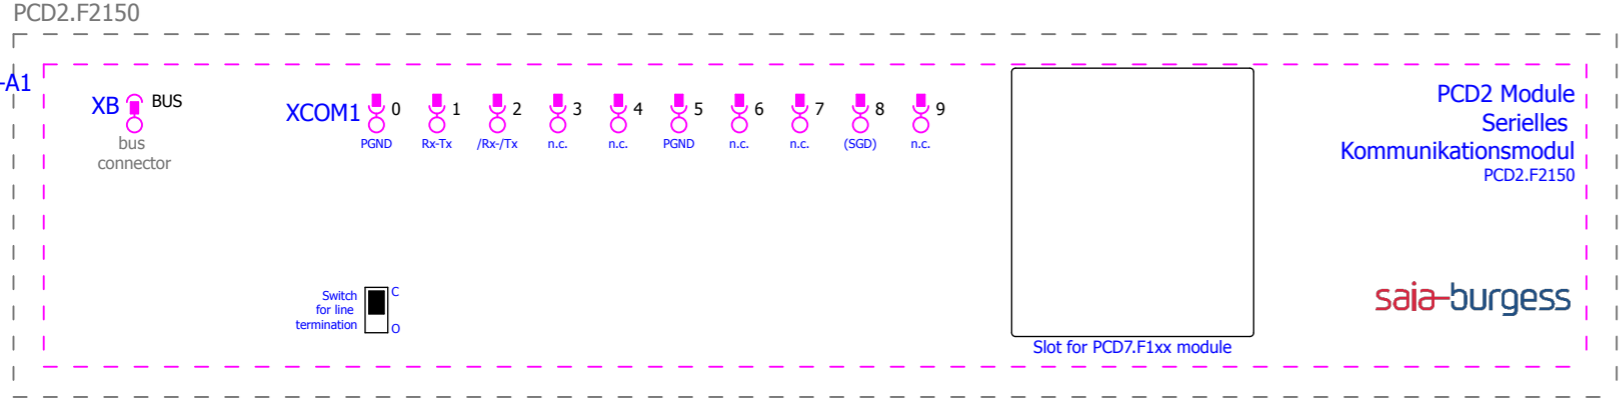 PCD2.F2150
-A1
XB BUS
bus
connector
XCOM1 0 1 2 3 4 5 6 7 8 9
PGND Rx-Tx /Rx-/Tx n.c. n.c. PGND n.c. n.c. (SGD) n.c.
PCD2 Module
Serielles
Kommunikationsmodul
PCD2.F2150
Switch
for line
termination
C
O
Slot for PCD7.F1xx module
saia-burgess